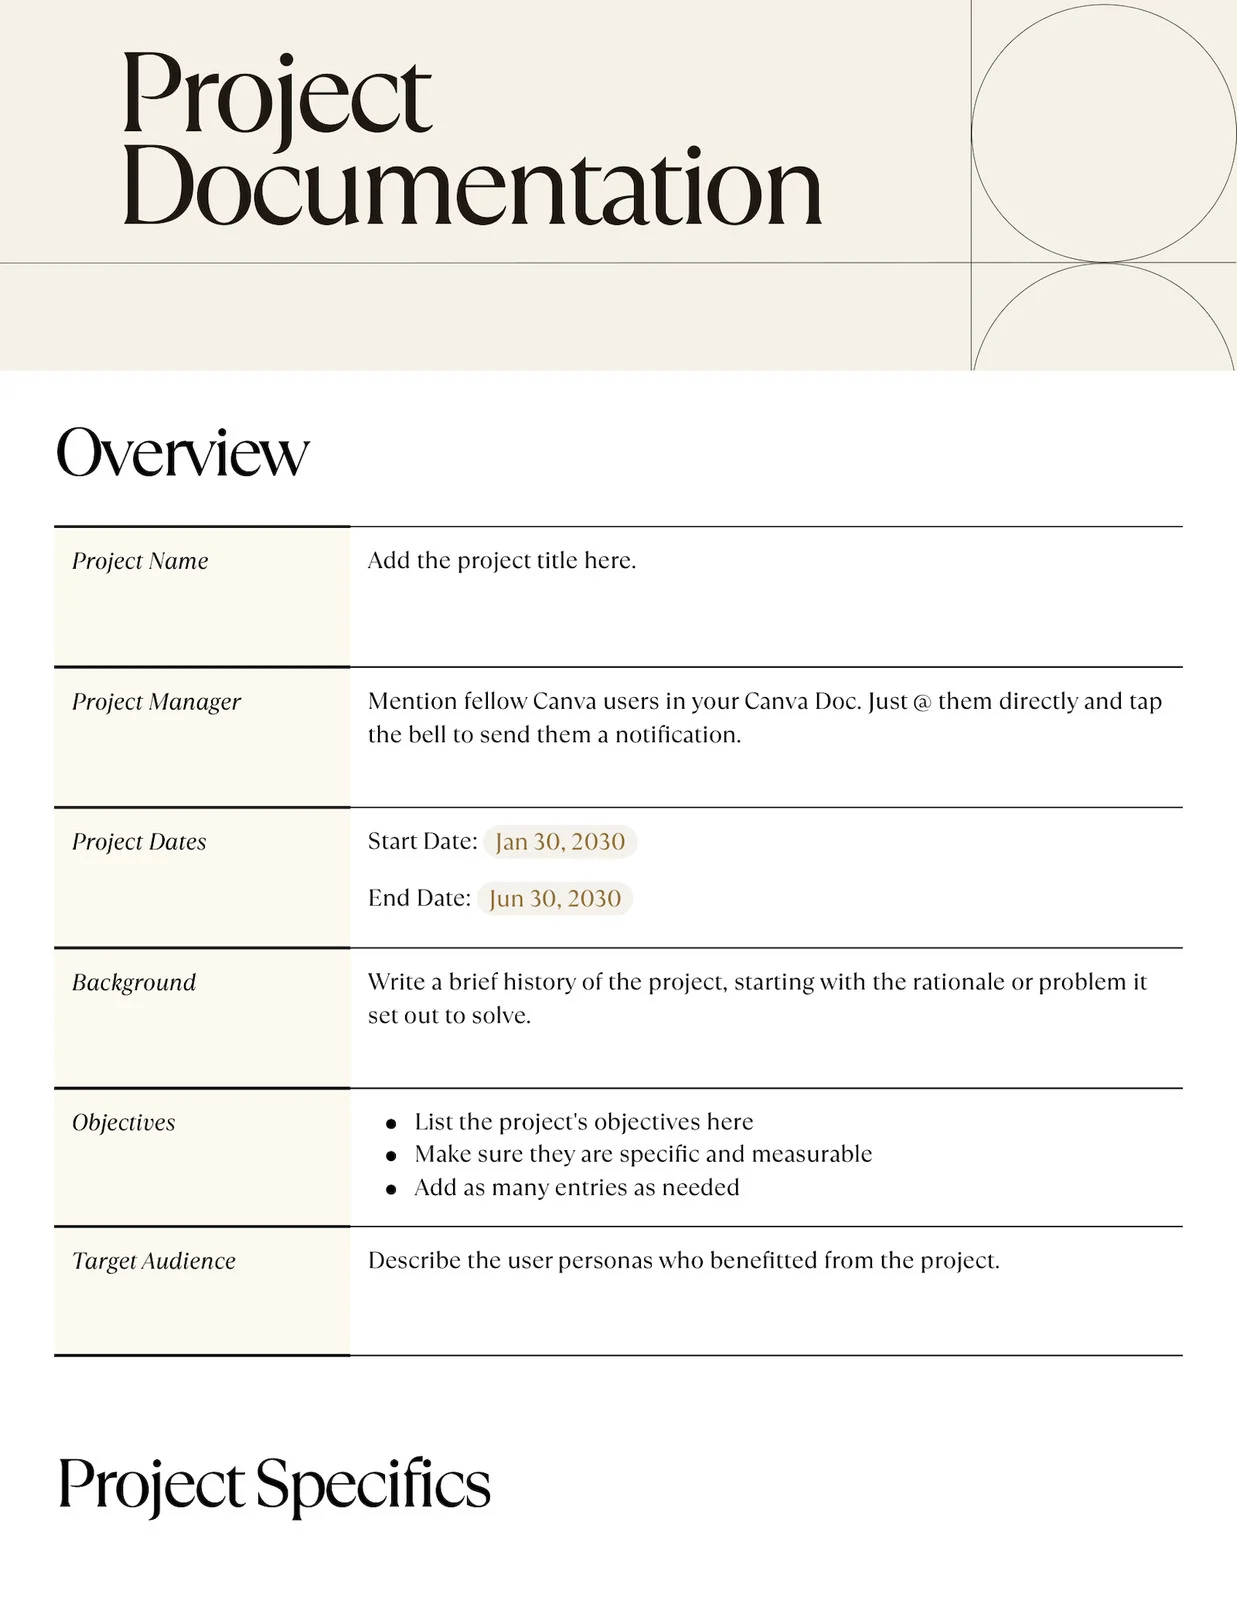 Project
Documentation
Overview
Project Name
Add the project title here.
Project Manager
Mention fellow Canva users in your Canva Doc. Just @ them directly and tap
the bell to send them a notification.
Project Dates
Start Date: Jan 30, 2030
End Date: Jun 30, 2030
Background
Write a brief history of the project, starting with the rationale or problem it
set out to solve.
Objectives
● List the project's objectives here
● Make sure they are specific and measurable
● Add as many entries as needed
Target Audience
Describe the user personas who benefitted from the project.
Project Specifics